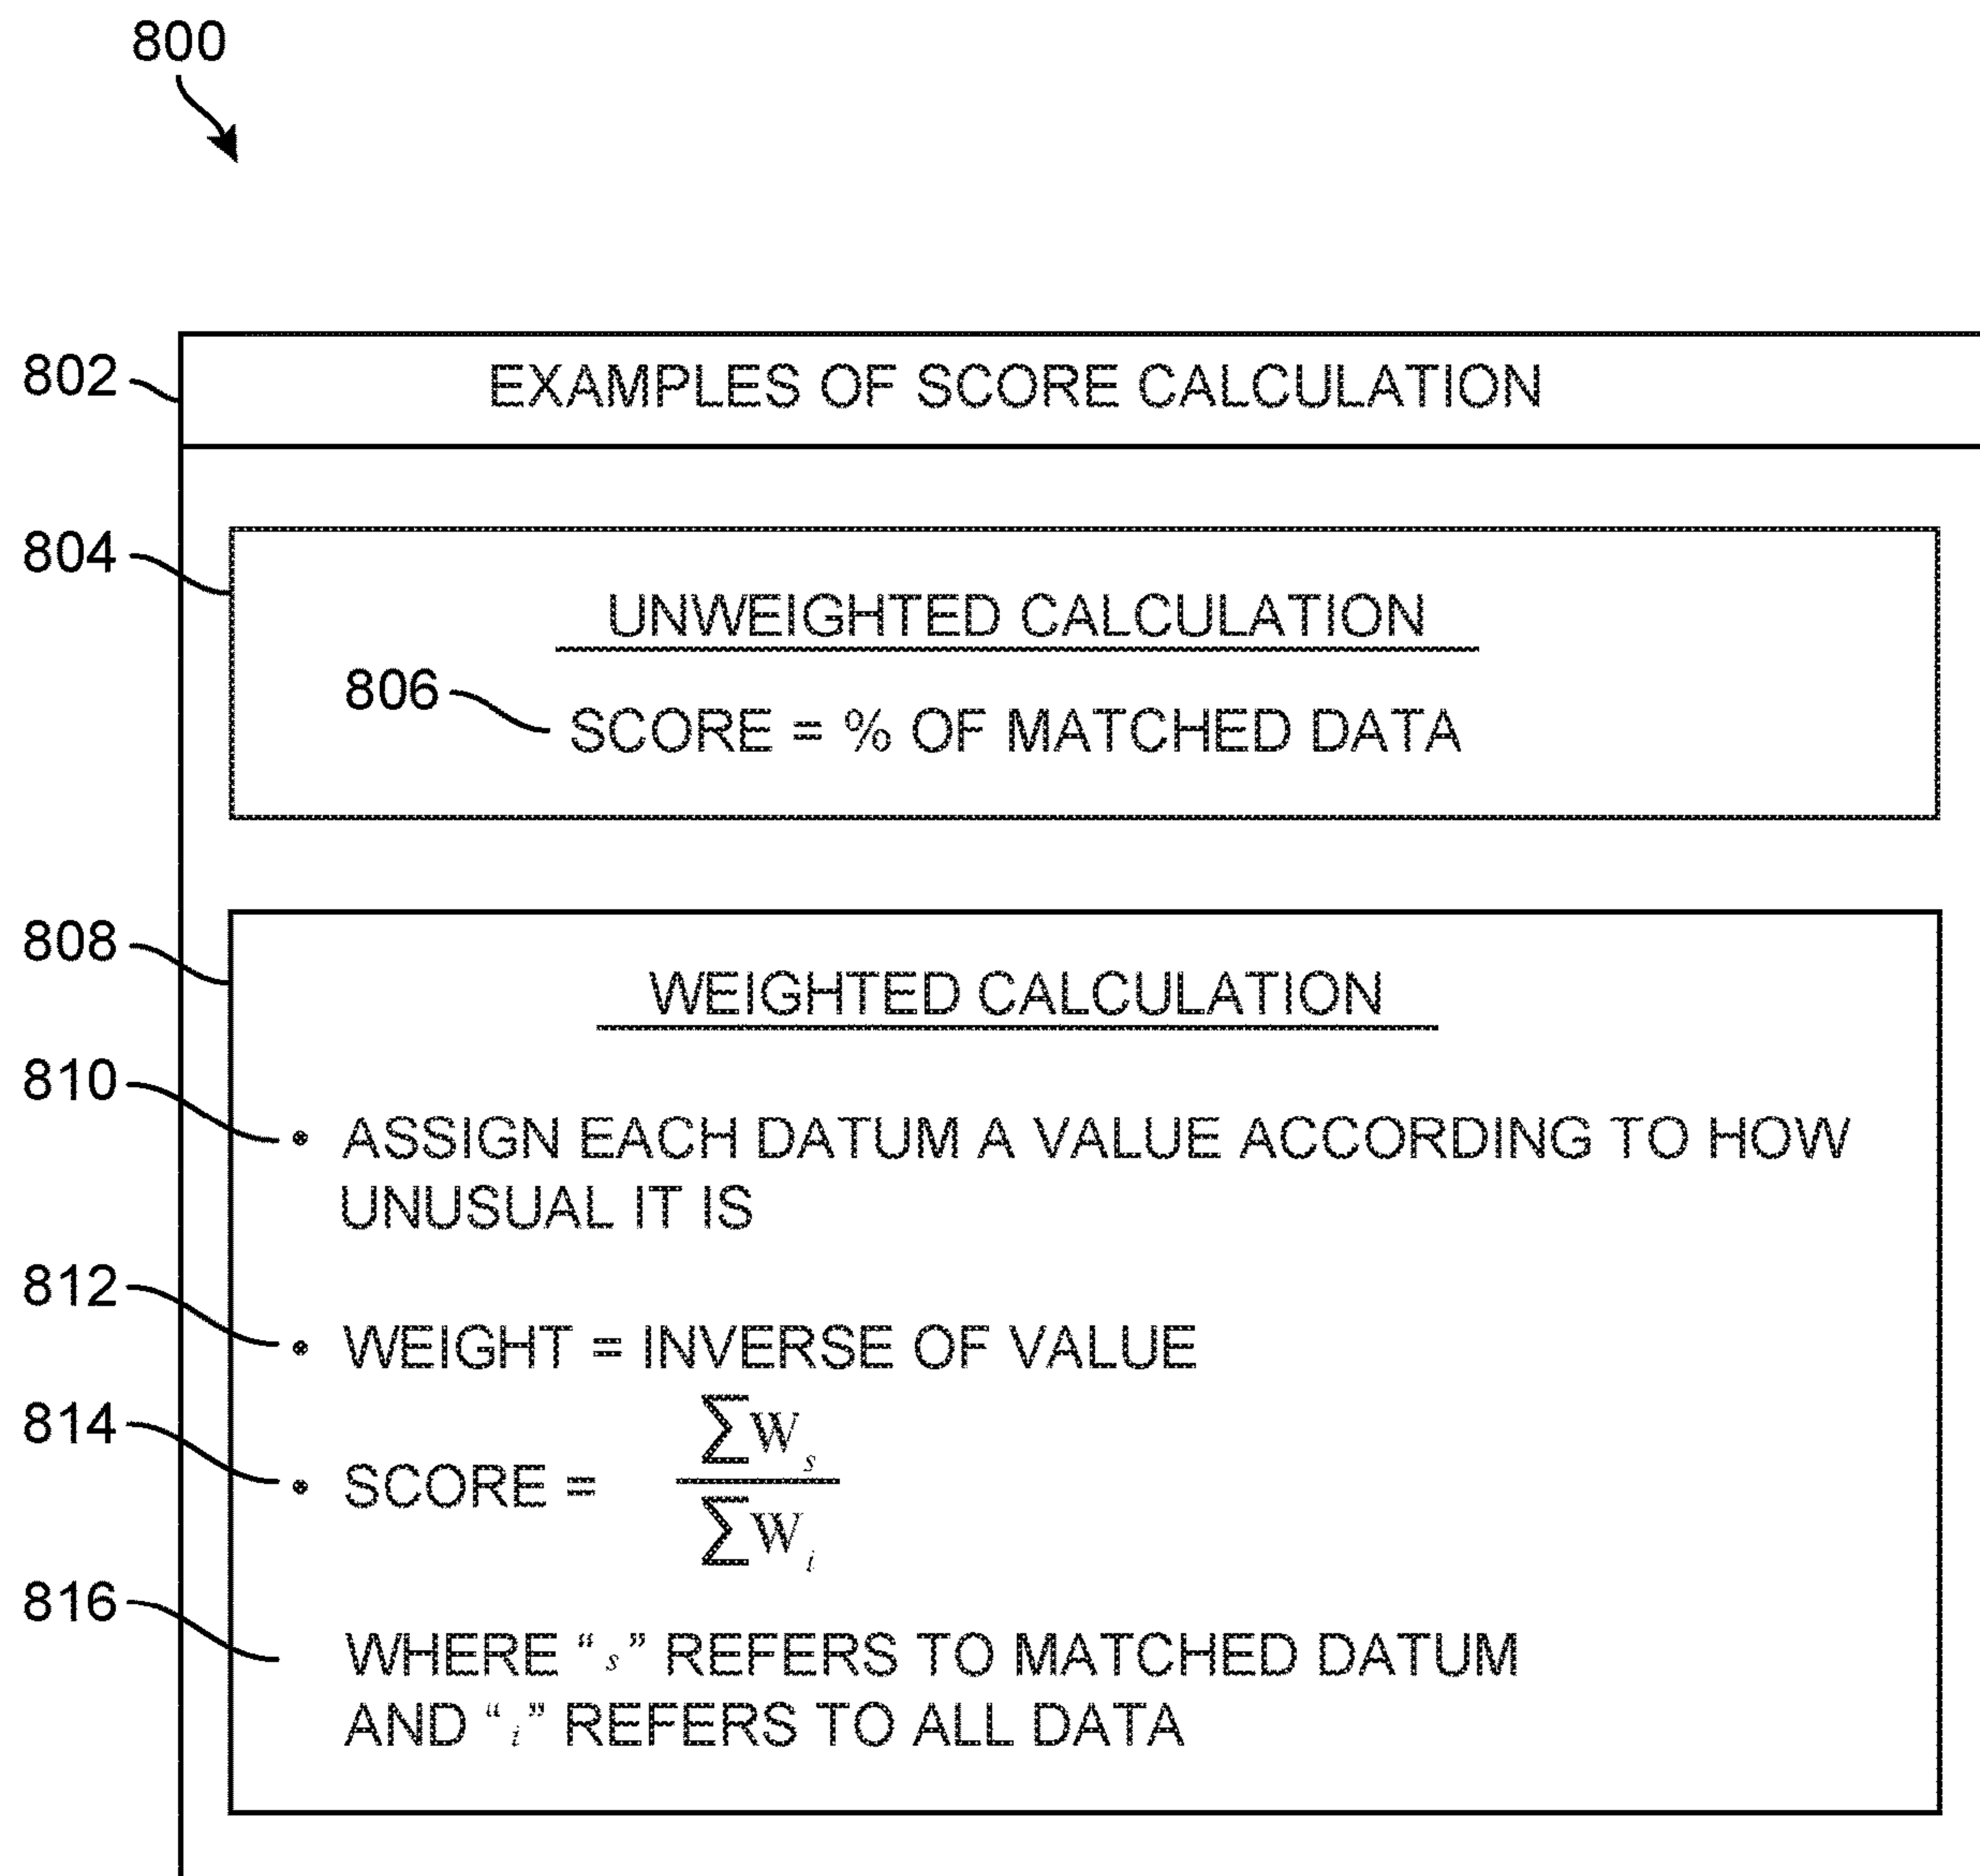 800
802
EXAMPLES OF SCORE CALCULATION
804
UNWEIGHTED CALCULATION
806
SCORE = % OF MATCHED DATA
808
WEIGHTED CALCULATION
810
• ASSIGN EACH DATUM A VALUE ACCORDING TO HOW
UNUSUAL IT IS
812
• WEIGHT = INVERSE OF VALUE
814
• SCORE = ∑W_s / ∑W_i
816
WHERE “s” REFERS TO MATCHED DATUM
AND “i” REFERS TO ALL DATA